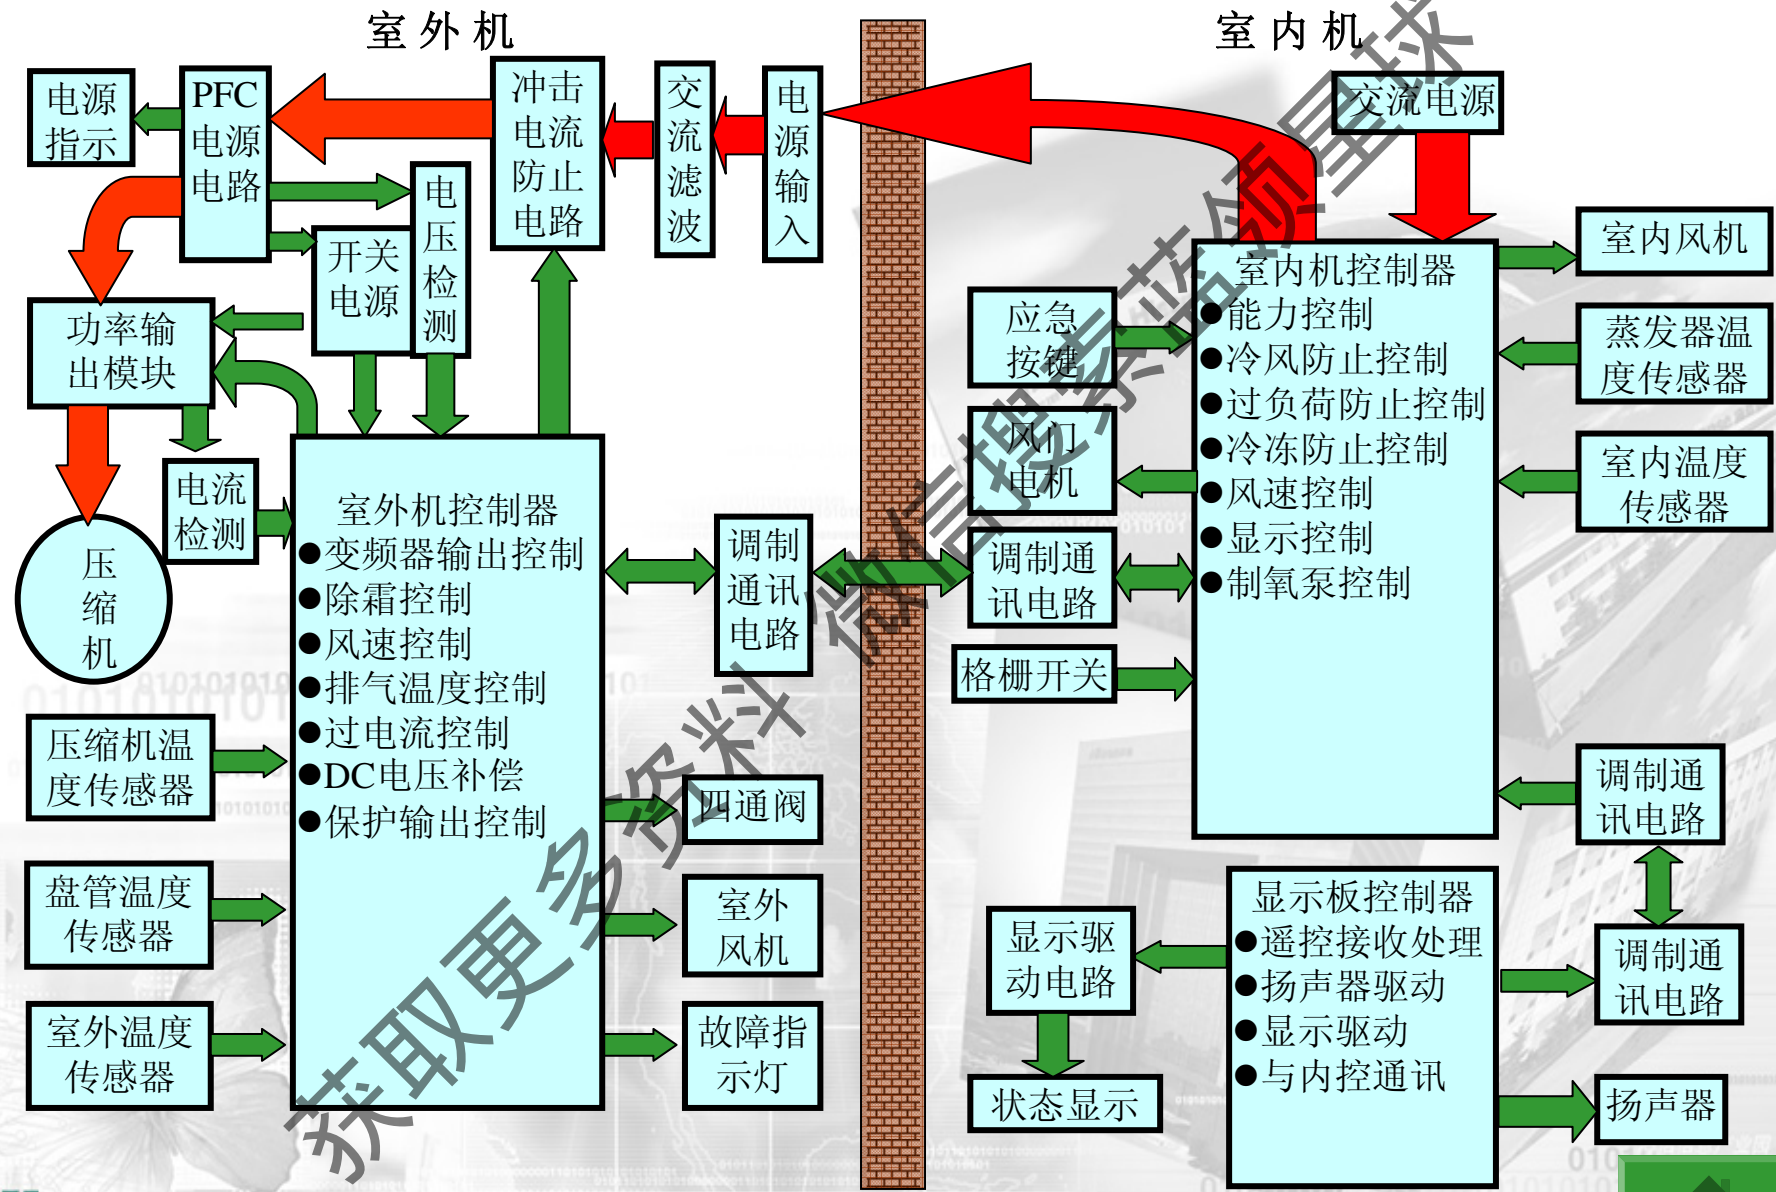 室外机
室内机
电源
指示
PFC
电源
电路
冲击
电流
防止
电路
交
流
滤
波
电
源
输
入
交流电源
电
压
检
测
开关
电源
功率输
出模块
电流
检测
压
缩
机
室外机控制器
●变频器输出控制
●除霜控制
●风速控制
●排气温度控制
●过电流控制
●DC电压补偿
●保护输出控制
压缩机温
度传感器
盘管温度
传感器
室外温度
传感器
调制
通讯
电路
四通阀
室外
风机
故障指
示灯
应急
按键
风门
电机
调制通
讯电路
格栅开关
室内机控制器
●能力控制
●冷风防止控制
●过负荷防止控制
●冷冻防止控制
●风速控制
●显示控制
●制氧泵控制
室内风机
蒸发器温
度传感器
室内温度
传感器
调制通
讯电路
调制通
讯电路
显示板控制器
●遥控接收处理
●扬声器驱动
●显示驱动
●与内控通讯
显示驱
动电路
状态显示
扬声器
获取更多资料 微信搜索蓝领星球